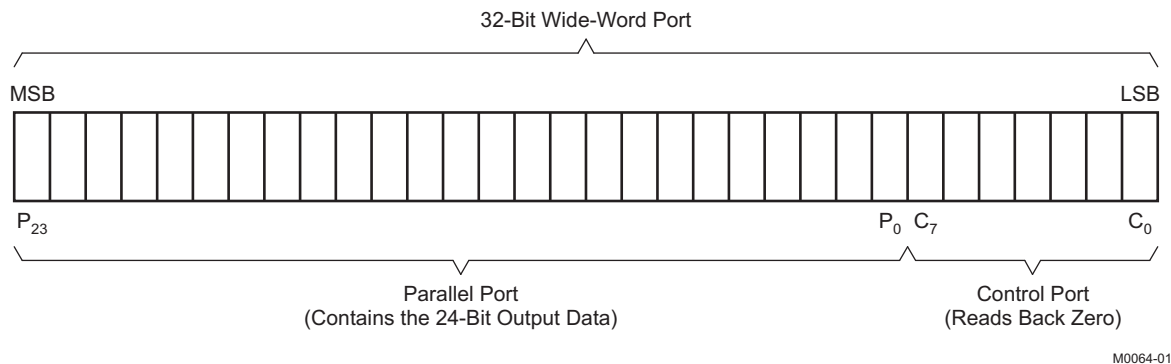 32-Bit Wide-Word Port
MSB LSB
P23 P0 C7 C0
Parallel Port Control Port
(Contains the 24-Bit Output Data) (Reads Back Zero)
M0064-01